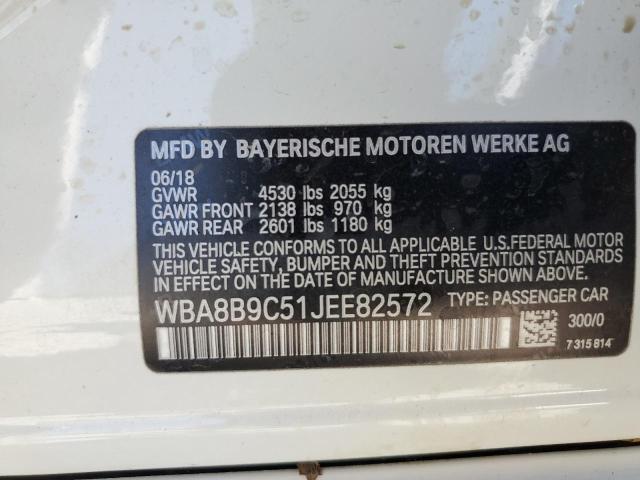 MFD BY BAYERISCHE MOTOREN WERKE AG
06/18
GVWR 4530 lbs 2055 kg
GAWR FRONT 2138 lbs 970 kg
GAWR REAR 2601 lbs 1180 kg
THIS VEHICLE CONFORMS TO ALL APPLICABLE U.S.FEDERAL MOTOR
VEHICLE SAFETY, BUMPER AND THEFT PREVENTION STANDARDS
IN EFFECT ON THE DATE OF MANUFACTURE SHOWN ABOVE.
WBA8B9C51JEE82572 TYPE: PASSENGER CAR
300/0
7 315 814